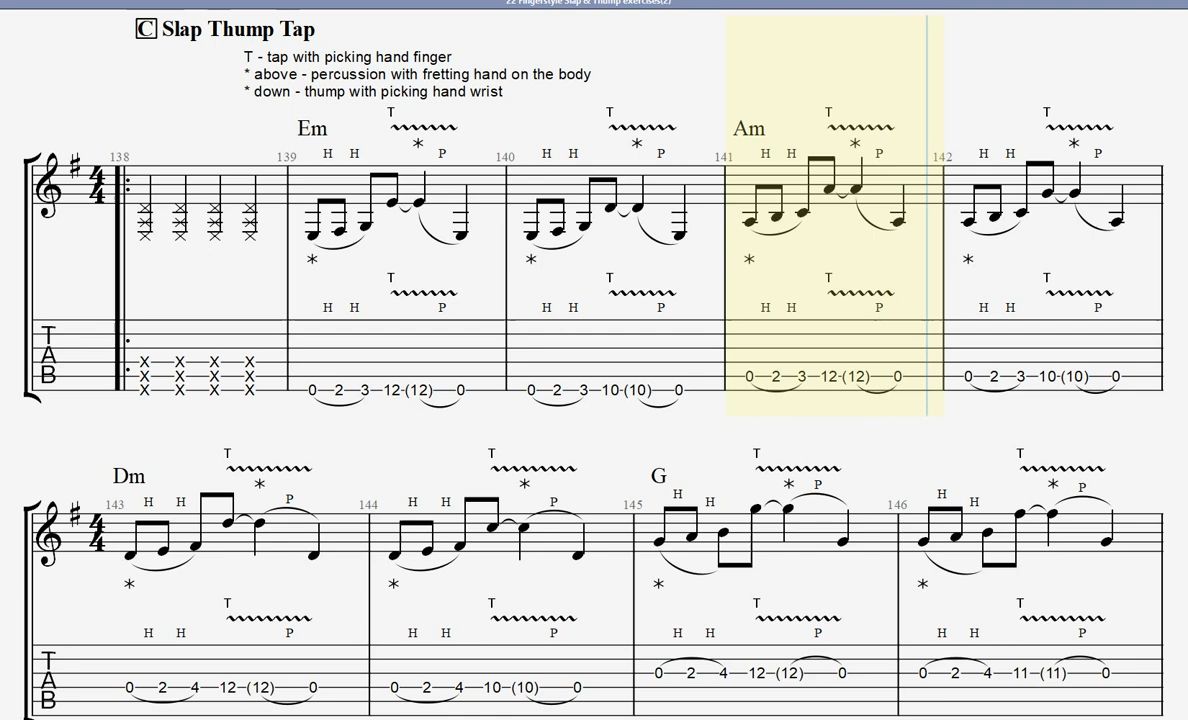 22 Fingerstyle Slap & Thump exercises(2)
C Slap Thump Tap
T - tap with picking hand finger
* above - percussion with fretting hand on the body
* down - thump with picking hand wrist
T T T T
Em Am
* * * *
138 139 H H P 140 H H P 141 H H P 142 H H P
4
4
* * * *
T T T T
H H P H H P H H P H H P
T
A X X X X
B X X X X 0 2 3 12 (12) 0 0 2 3 10 (10) 0
X X X X 0 2 3 12 (12) 0 0 2 3 10 (10) 0
T T T T
Dm G
* * * *
143 H H P 144 H H P 145 H H P 146 H H P
4
4
* * * *
T T T T
H H P H H P H H P H H P
T
A 0 2 4 12 (12) 0 0 2 4 11 (11) 0
B 0 2 4 12 (12) 0 0 2 4 10 (10) 0